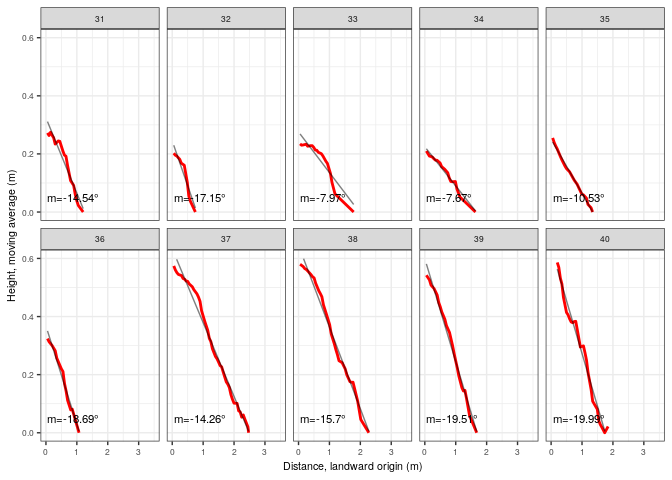 31 32 33 34 35
0.6
0.4
0.2
0.0
m=-14.54° m=-17.15° m=-7.97° m=-7.67° m=-10.53°
Height, moving average (m)
36 37 38 39 40
0.6
0.4
0.2
0.0
m=-18.69° m=-14.26° m=-15.7° m=-19.51° m=-19.99°
0 1 2 3 0 1 2 3 0 1 2 3 0 1 2 3 0 1 2 3
Distance, landward origin (m)